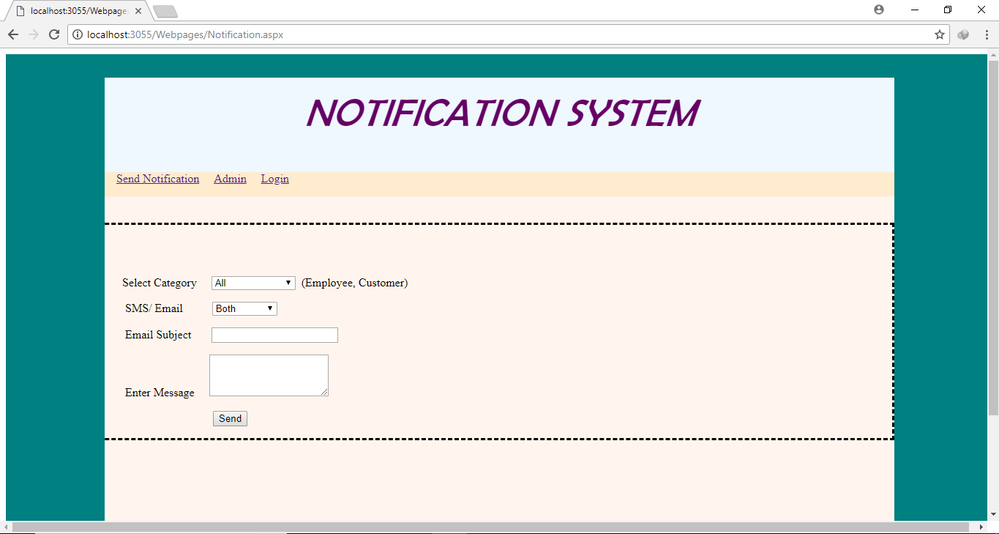 localhost:3055/Webpage
localhost:3055/Webpages/Notification.aspx
NOTIFICATION SYSTEM
Send Notification Admin Login
Select Category All (Employee, Customer)
SMS/ Email Both
Email Subject
Enter Message
Send